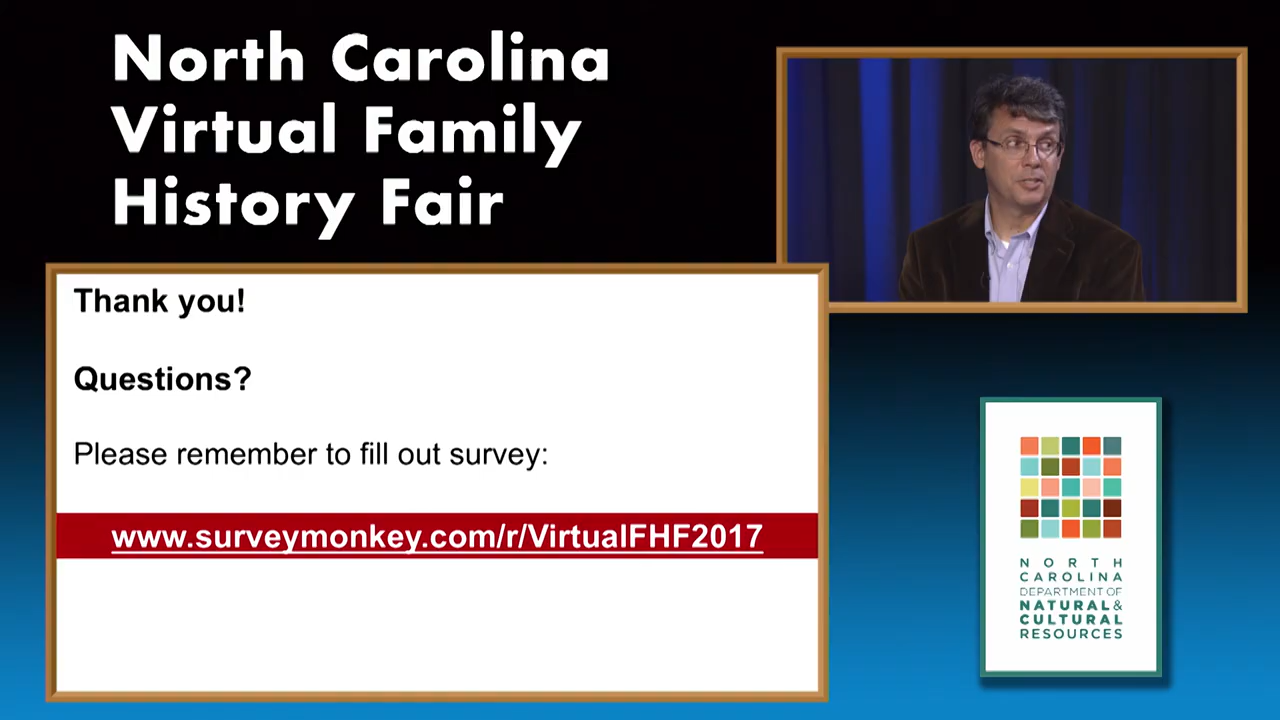 North Carolina
Virtual Family
History Fair
Thank you!
Questions?
Please remember to fill out survey:
www.surveymonkey.com/r/VirtualFHF2017
NORTH
CAROLINA
DEPARTMENT OF
NATURAL &
CULTURAL
RESOURCES